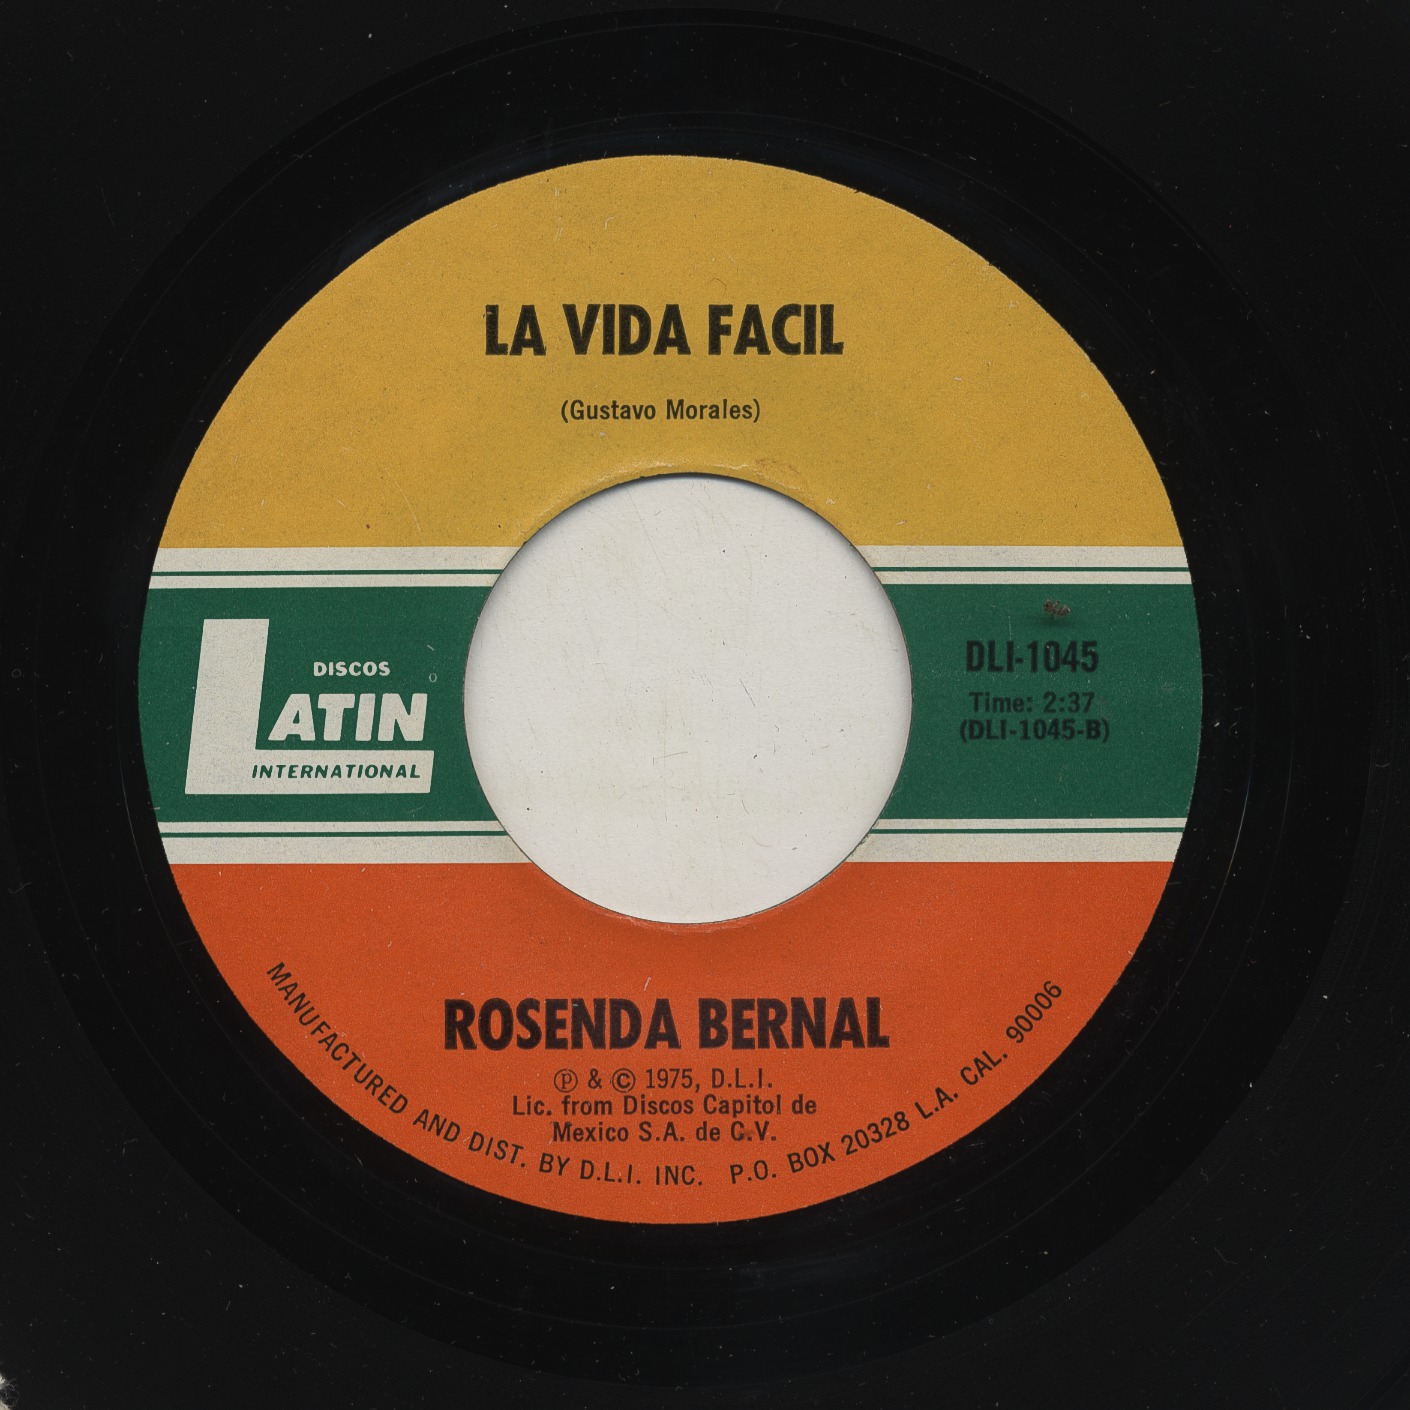 LA VIDA FACIL
(Gustavo Morales)
DISCOS
LATIN
INTERNATIONAL
DLI-1045
Time: 2:37
(DLI-1045-B)
ROSENDA BERNAL
Ⓟ & © 1975, D.L.I.
Lic. from Discos Capitol de
Mexico S.A. de C.V.
MANUFACTURED AND DIST. BY D.L.I. INC. P.O. BOX 20328 L.A. CAL. 90006